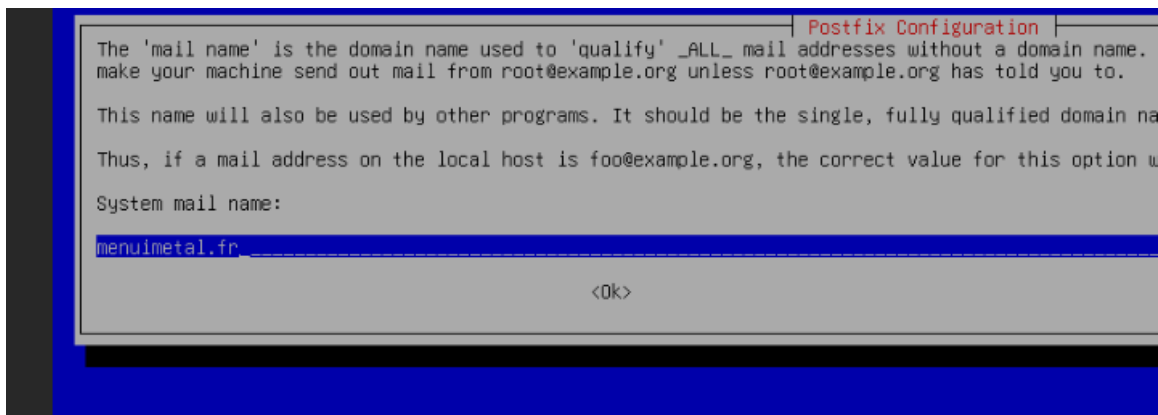 Postfix Configuration
The 'mail name' is the domain name used to 'qualify' _ALL_ mail addresses without a domain name.
make your machine send out mail from root@example.org unless root@example.org has told you to.
This name will also be used by other programs. It should be the single, fully qualified domain
Thus, if a mail address on the local host is foo@example.org, the correct value for this option
System mail name:
menuimetal.fr
<Ok>